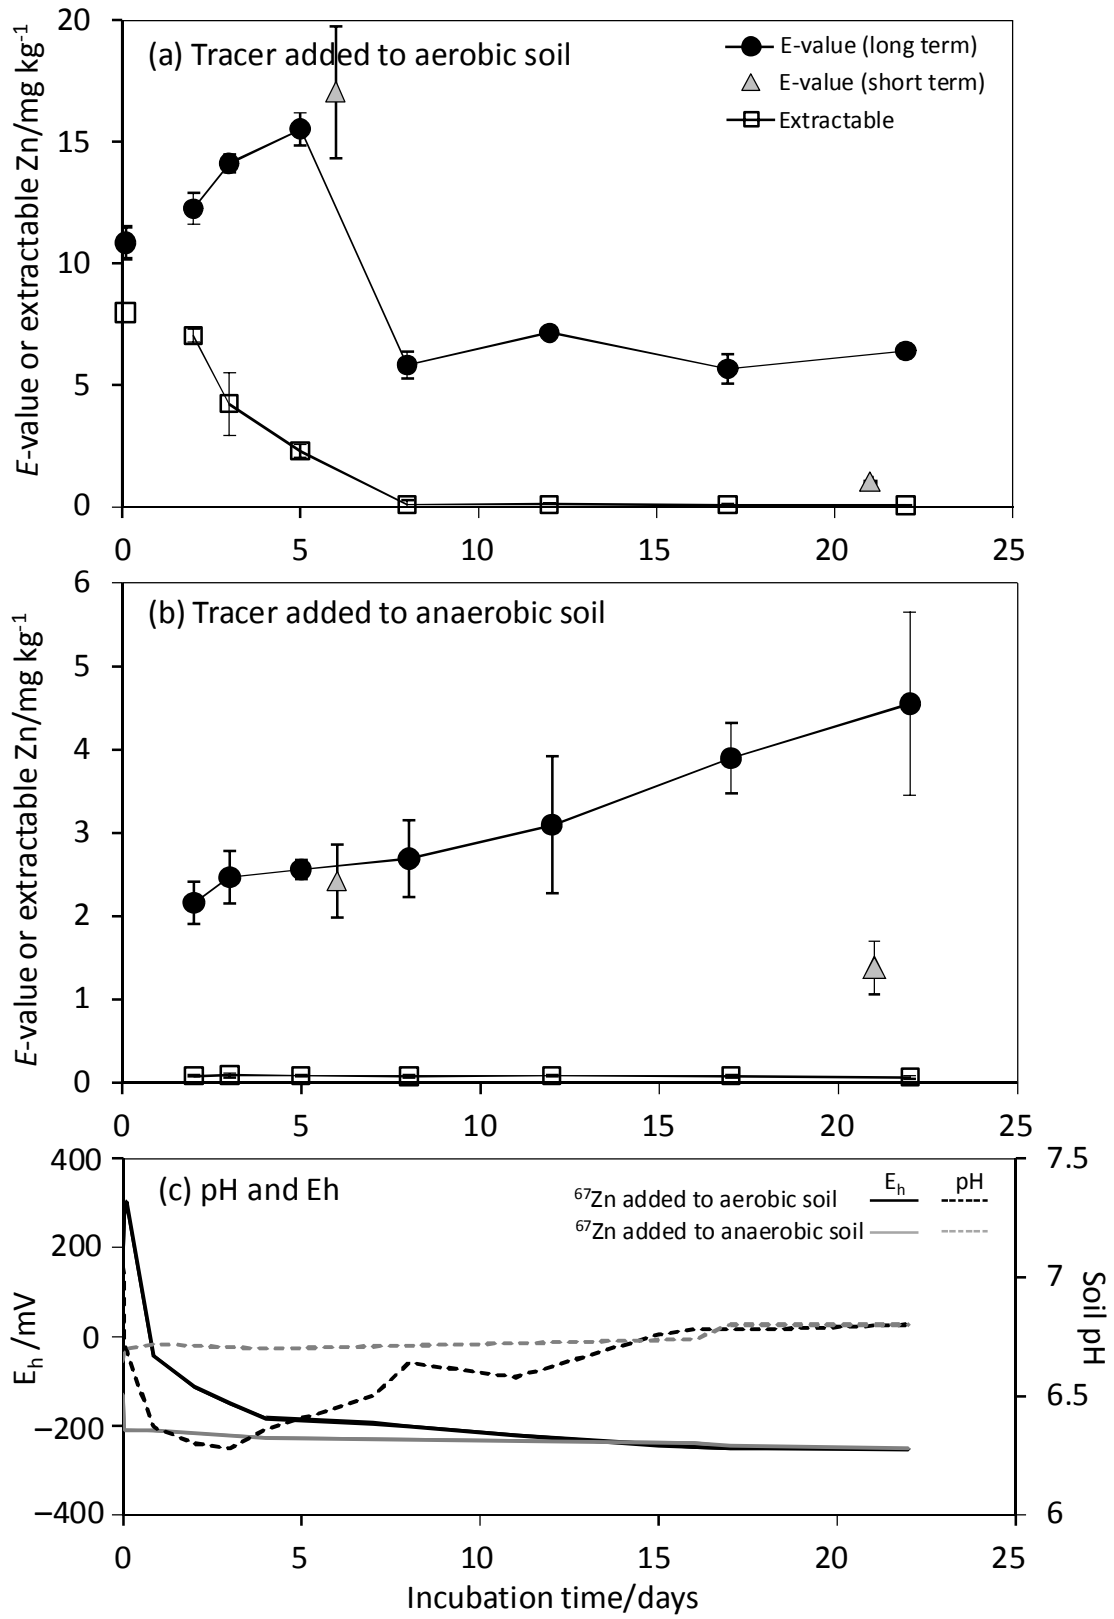 (a) Tracer added to aerobic soil
E-value (long term)
E-value (short term)
Extractable
E-value or extractable Zn/mg kg⁻¹
20
15
10
5
0
0 5 10 15 20 25
(b) Tracer added to anaerobic soil
E-value or extractable Zn/mg kg⁻¹
6
5
4
3
2
1
0
0 5 10 15 20 25
(c) pH and Eh
Eₕ pH
⁶⁷Zn added to aerobic soil
⁶⁷Zn added to anaerobic soil
Eₕ /mV
400
200
0
−200
−400
Soil pH
7.5
7
6.5
6
0 5 10 15 20 25
Incubation time/days